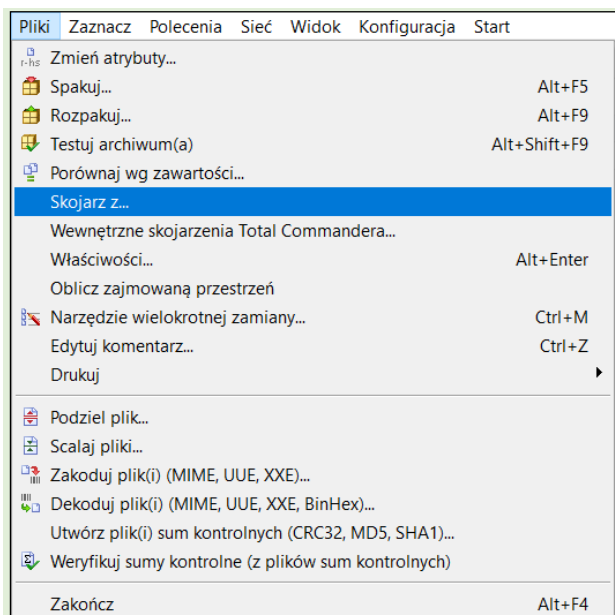 Pliki Zaznacz Polecenia Sieć Widok Konfiguracja Start
r-hs Zmień atrybuty...
Spakuj... Alt+F5
Rozpakuj... Alt+F9
Testuj archiwum(a) Alt+Shift+F9
Porównaj wg zawartości...
Skojarz z...
Wewnętrzne skojarzenia Total Commandera...
Właściwości... Alt+Enter
Oblicz zajmowaną przestrzeń
Narzędzie wielokrotnej zamiany... Ctrl+M
Edytuj komentarz... Ctrl+Z
Drukuj
Podziel plik...
Scalaj pliki...
Zakoduj plik(i) (MIME, UUE, XXE)...
Dekoduj plik(i) (MIME, UUE, XXE, BinHex)...
Utwórz plik(i) sum kontrolnych (CRC32, MD5, SHA1)...
Weryfikuj sumy kontrolne (z plików sum kontrolnych)
Zakończ Alt+F4